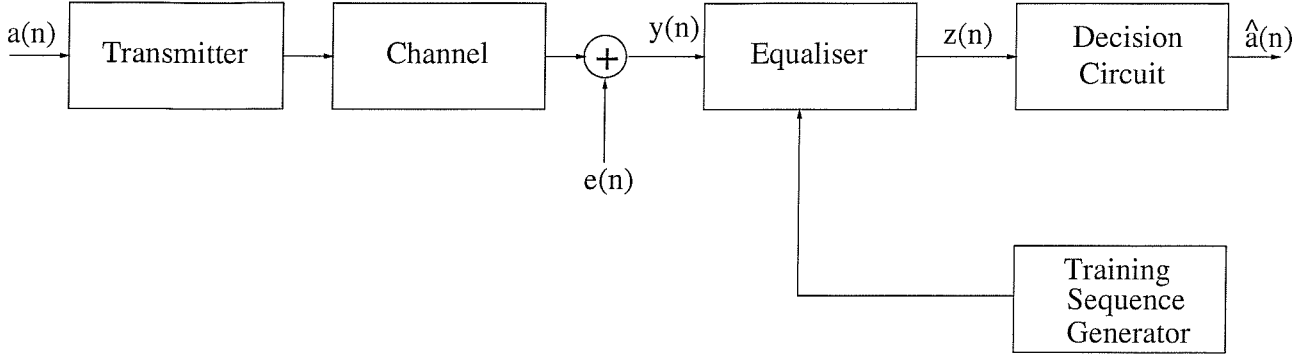 a(n)
Transmitter
Channel
+
y(n)
Equaliser
z(n)
Decision
Circuit
â(n)
e(n)
Training
Sequence
Generator